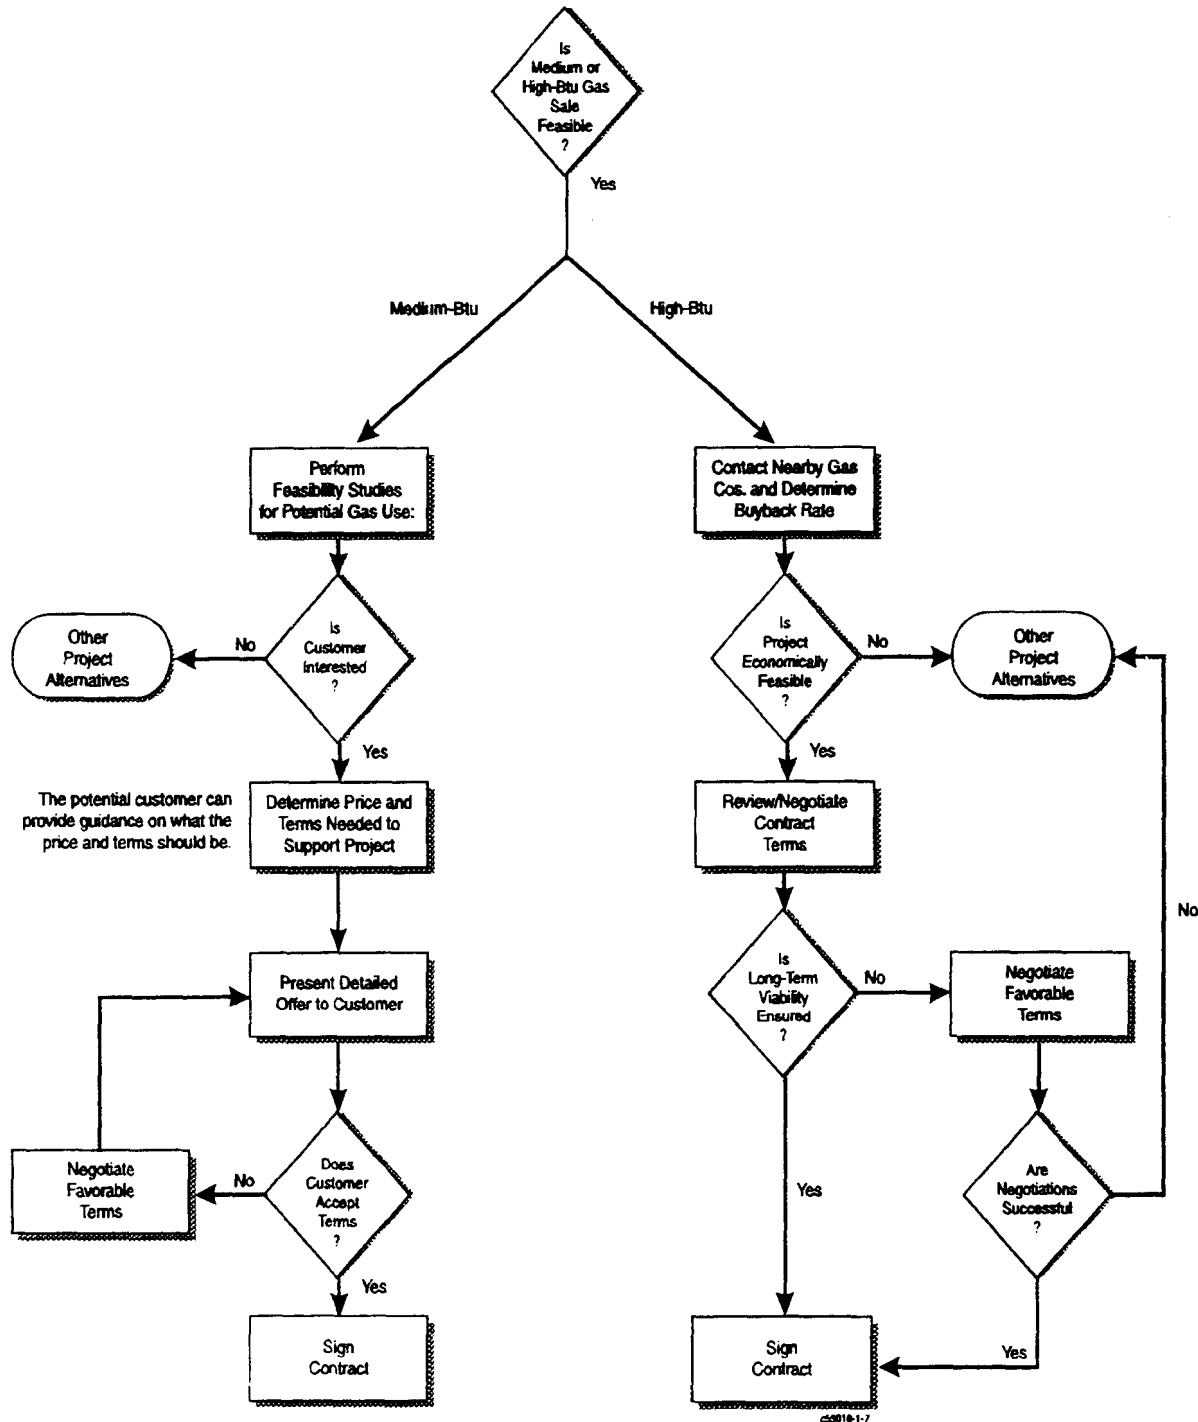 Is
Medium or
High-Btu Gas
Sale
Feasible
?
Yes
Medium-Btu
High-Btu
Perform
Feasibility Studies
for Potential Gas Use:
Is
Customer
Interested
?
No
Other
Project
Alternatives
Yes
The potential customer can
provide guidance on what the
price and terms should be.
Determine Price and
Terms Needed to
Support Project
Present Detailed
Offer to Customer
Does
Customer
Accept
Terms
?
No
Negotiate
Favorable
Terms
Yes
Sign
Contract
Contact Nearby Gas
Cos. and Determine
Buyback Rate
Is
Project
Economically
Feasible
?
No
Other
Project
Alternatives
Yes
Review/Negotiate
Contract
Terms
Is
Long-Term
Viability
Ensured
?
No
Negotiate
Favorable
Terms
Are
Negotiations
Successful
?
No
Yes
Yes
Sign
Contract